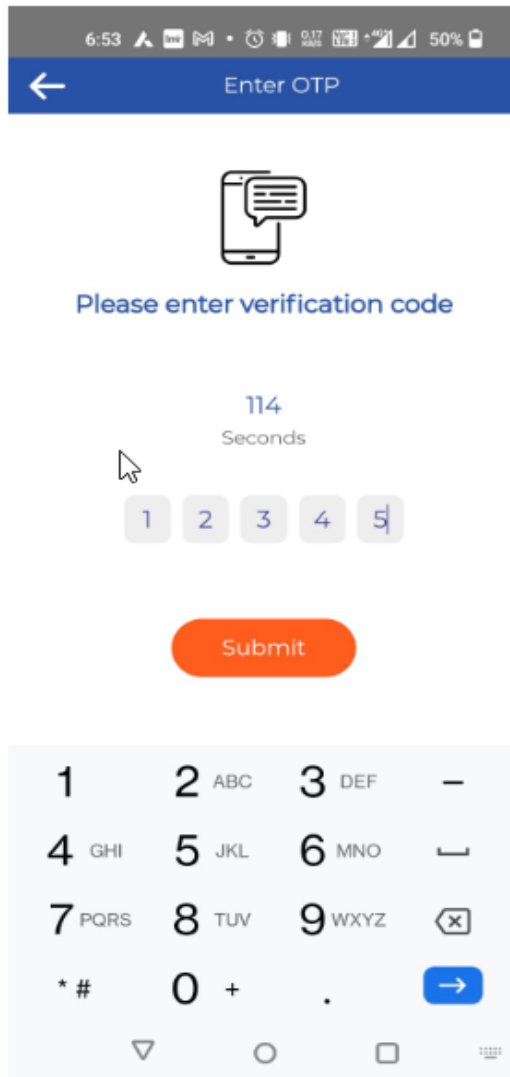 6:53 50%
Enter OTP
Please enter verification code
114
Seconds
1 2 3 4 5
Submit
1 2 ABC 3 DEF –
4 GHI 5 JKL 6 MNO
7 PQRS 8 TUV 9 WXYZ
* # 0 + .